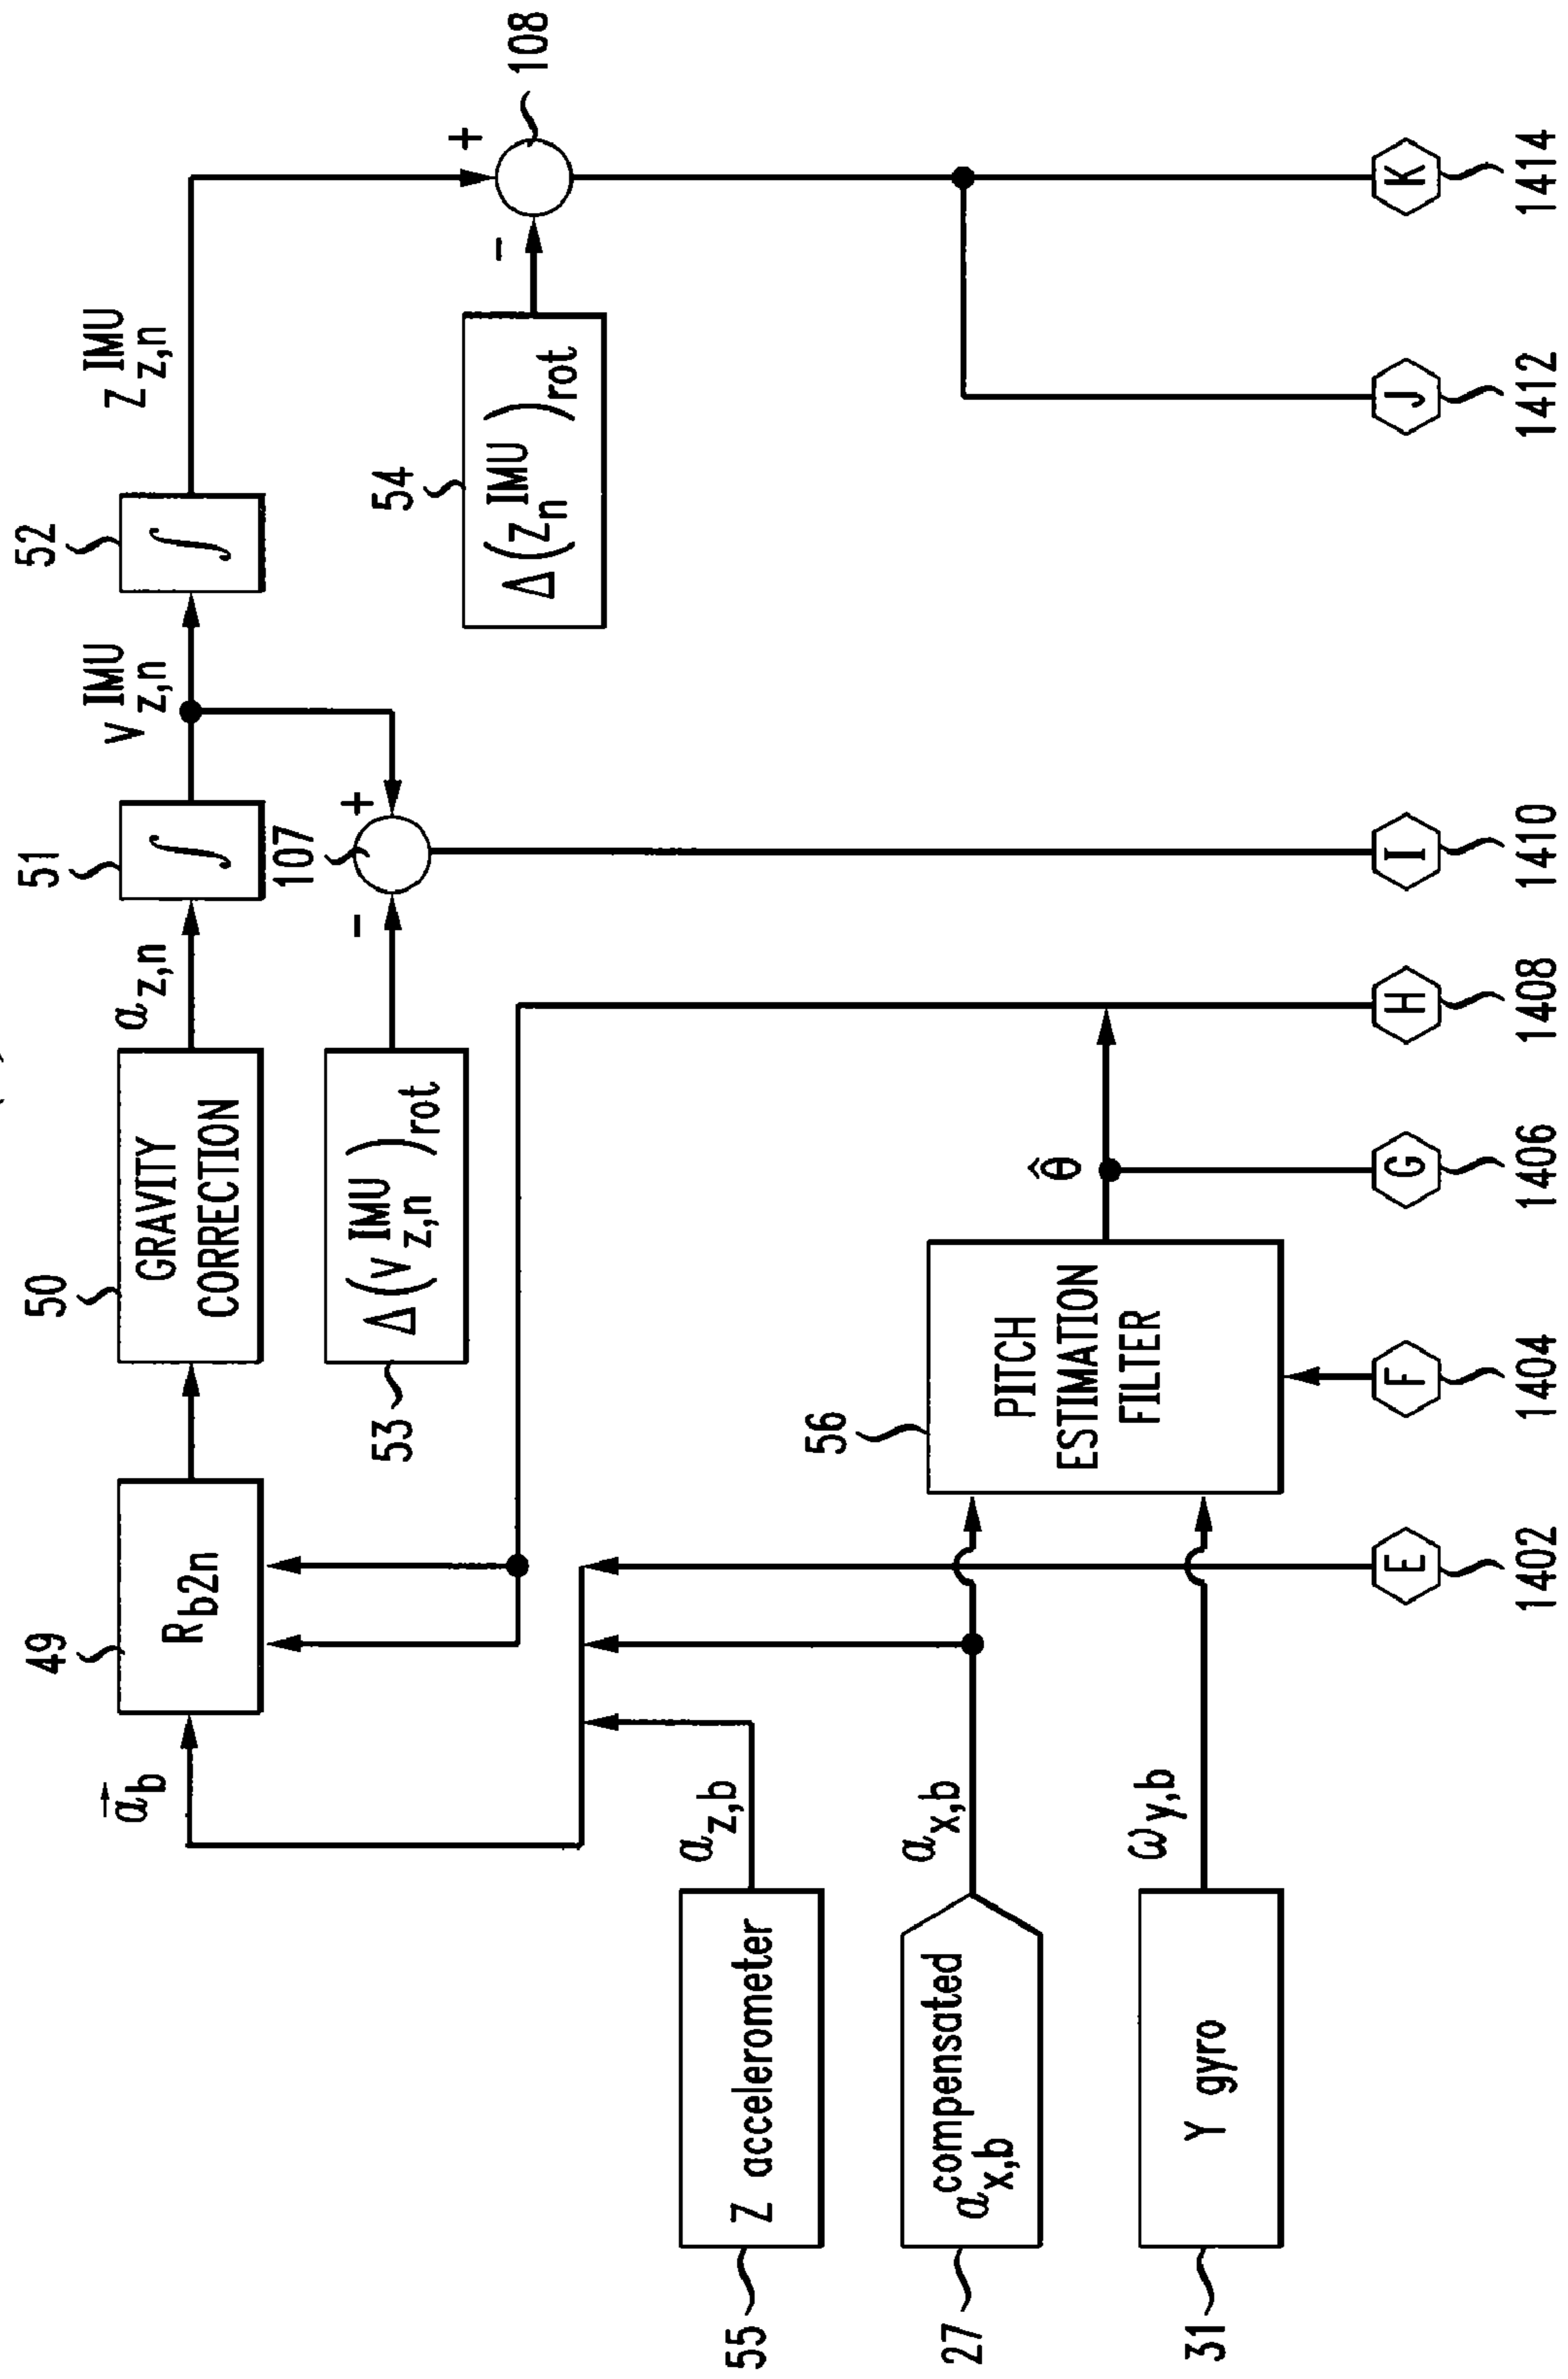 49
R b2n
50
GRAVITY
CORRECTION
51
∫
52
∫
a⃗ b
a z,n
v IMU z,n
Z IMU z,n
53
Δ(v IMU z,n)rot
107
-
+
54
Δ(z IMU n)rot
-
+
108
55
Z accelerometer
a z,b
27
a compensated x,b
a x,b
31
Y gyro
ω y,b
56
PITCH
ESTIMATION
FILTER
θ̂
E
F
G
H
I
J
K
1402
1404
1406
1408
1410
1412
1414